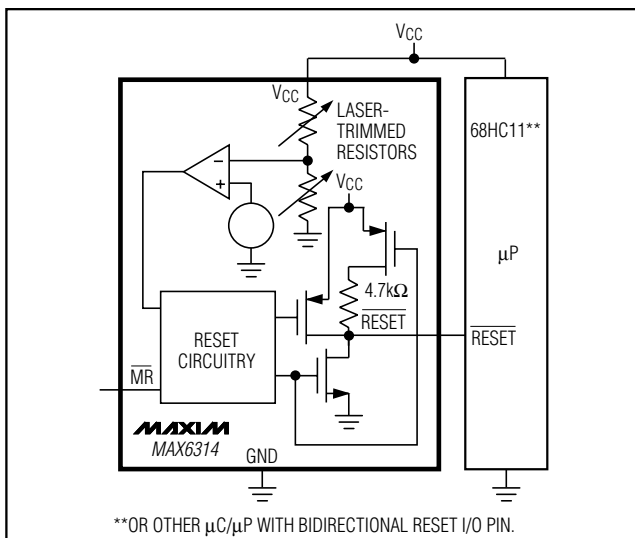 VCC
VCC
LASER-
TRIMMED
RESISTORS
68HC11**
−
+
VCC
µP
4.7kΩ
RESET
RESET
CIRCUITRY
RESET
MR
MAXIM
MAX6314
GND
**OR OTHER µC/µP WITH BIDIRECTIONAL RESET I/O PIN.